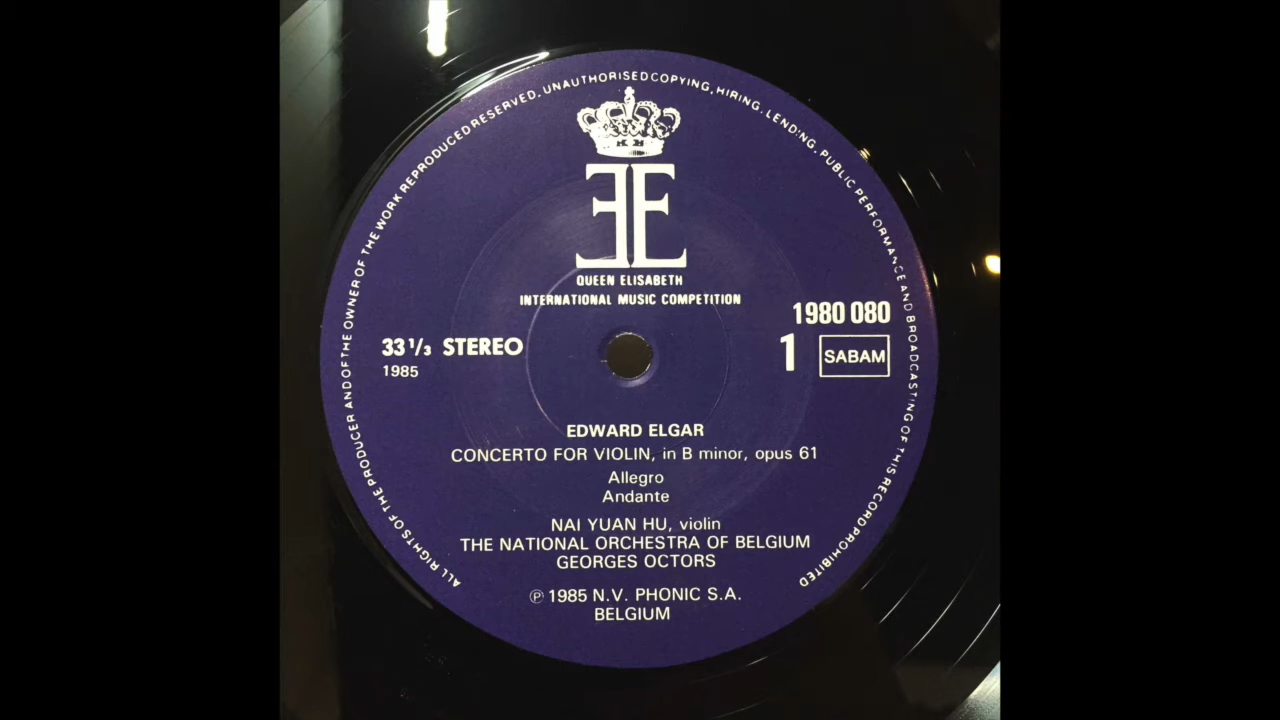 ALL RIGHTS OF THE PRODUCER AND OF THE OWNER OF THE WORK REPRODUCED RESERVED. UNAUTHORISED COPYING, HIRING, LENDING, PUBLIC PERFORMANCE AND BROADCASTING OF THIS RECORD PROHIBITED
ƎE
QUEEN ELISABETH
INTERNATIONAL MUSIC COMPETITION
1980 080
33 1/3 STEREO
1
SABAM
1985
EDWARD ELGAR
CONCERTO FOR VIOLIN, in B minor, opus 61
Allegro
Andante
NAI YUAN HU, violin
THE NATIONAL ORCHESTRA OF BELGIUM
GEORGES OCTORS
℗ 1985 N.V. PHONIC S.A.
BELGIUM